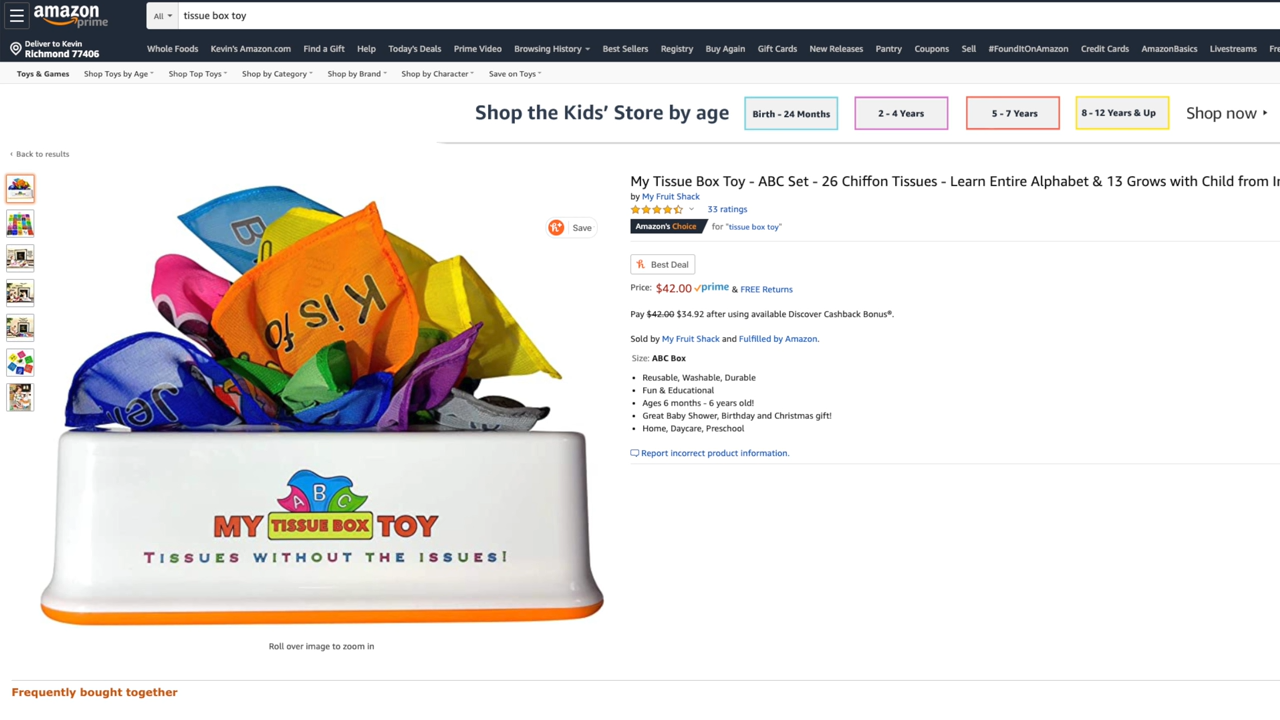 amazon
prime
All
tissue box toy
Deliver to Kevin
Richmond 77406
Whole Foods Kevin's Amazon.com Find a Gift Help Today's Deals Prime Video Browsing History Best Sellers Registry Buy Again Gift Cards New Releases Pantry Coupons Sell #FoundItOnAmazon Credit Cards AmazonBasics Livestreams Fre
Toys & Games Shop Toys by Age Shop Top Toys Shop by Category Shop by Brand Shop by Character Save on Toys
Shop the Kids' Store by age Birth - 24 Months 2 - 4 Years 5 - 7 Years 8 - 12 Years & Up Shop now
‹ Back to results
Save
My Tissue Box Toy - ABC Set - 26 Chiffon Tissues - Learn Entire Alphabet & 13 Grows with Child from In
by My Fruit Shack
33 ratings
Amazon's Choice for "tissue box toy"
Best Deal
Price: $42.00 prime & FREE Returns
Pay $42.00 $34.92 after using available Discover Cashback Bonus®.
Sold by My Fruit Shack and Fulfilled by Amazon.
Size: ABC Box
• Reusable, Washable, Durable
• Fun & Educational
• Ages 6 months - 6 years old!
• Great Baby Shower, Birthday and Christmas gift!
• Home, Daycare, Preschool
Report incorrect product information.
K is fo
ABC
MY TISSUE BOX TOY
TISSUES WITHOUT THE ISSUES!
Roll over image to zoom in
Frequently bought together